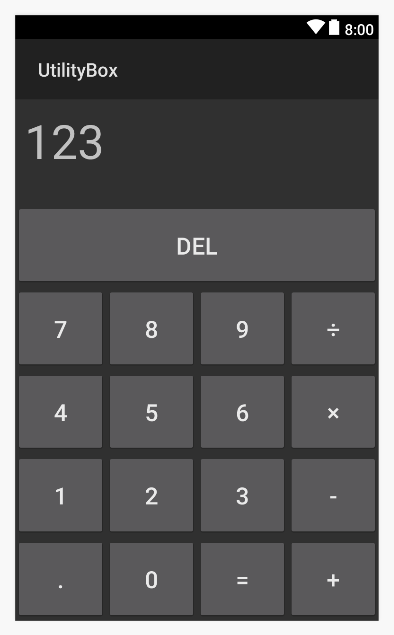 8:00
UtilityBox
123
DEL
7 8 9 ÷
4 5 6 ×
1 2 3 -
. 0 = +